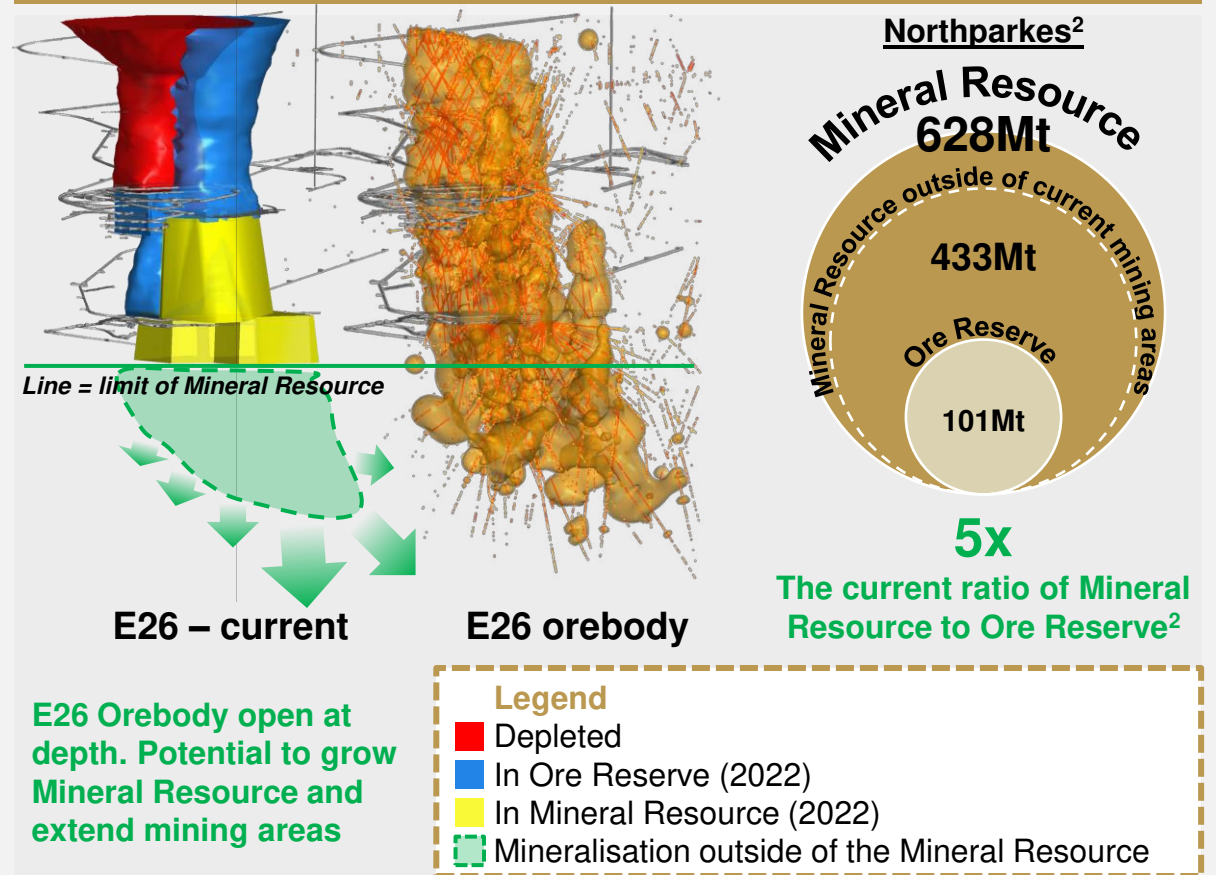 Northparkes²
Mineral Resource
628Mt
Mineral Resource outside of current mining areas
433Mt
Ore Reserve
101Mt
5x
The current ratio of Mineral
Resource to Ore Reserve²
Line = limit of Mineral Resource
E26 – current
E26 orebody
E26 Orebody open at
depth. Potential to grow
Mineral Resource and
extend mining areas
Legend
Depleted
In Ore Reserve (2022)
In Mineral Resource (2022)
Mineralisation outside of the Mineral Resource